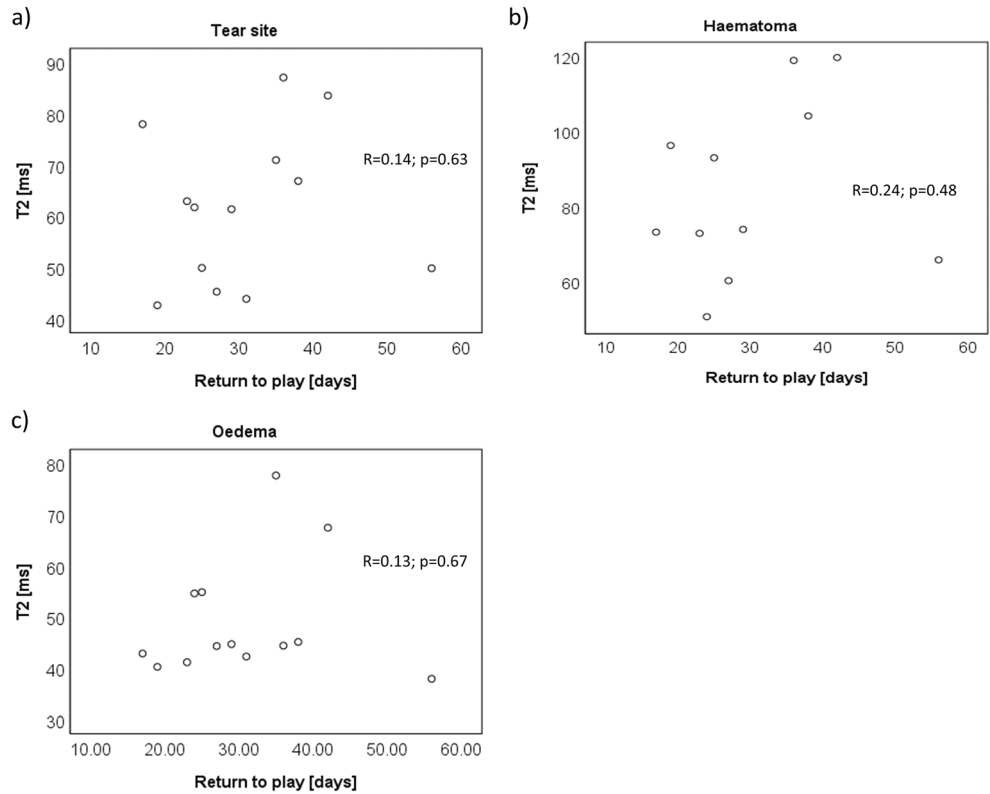 a)
Tear site
90
80
70
60
50
40
T2 [ms]
R=0.14; p=0.63
10 20 30 40 50 60
Return to play [days]
b)
Haematoma
120
100
80
60
T2 [ms]
R=0.24; p=0.48
10 20 30 40 50 60
Return to play [days]
c)
Oedema
80
70
60
50
40
30
T2 [ms]
R=0.13; p=0.67
10.00 20.00 30.00 40.00 50.00 60.00
Return to play [days]